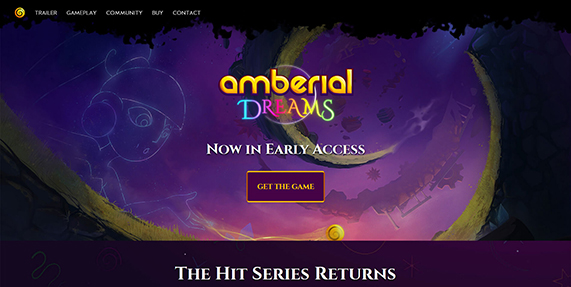 TRAILER GAMEPLAY COMMUNITY BUY CONTACT
amberial
DREAMS
Now in Early Access
GET THE GAME
The Hit Series Returns